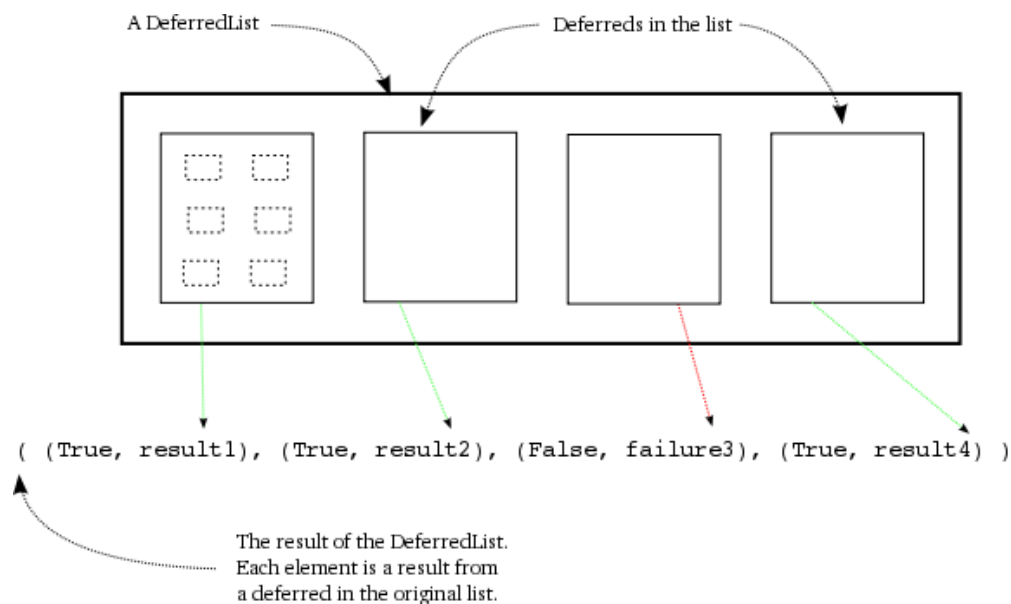 A DeferredList
Deferreds in the list
( (True, result1), (True, result2), (False, failure3), (True, result4) )
The result of the DeferredList.
Each element is a result from
a deferred in the original list.